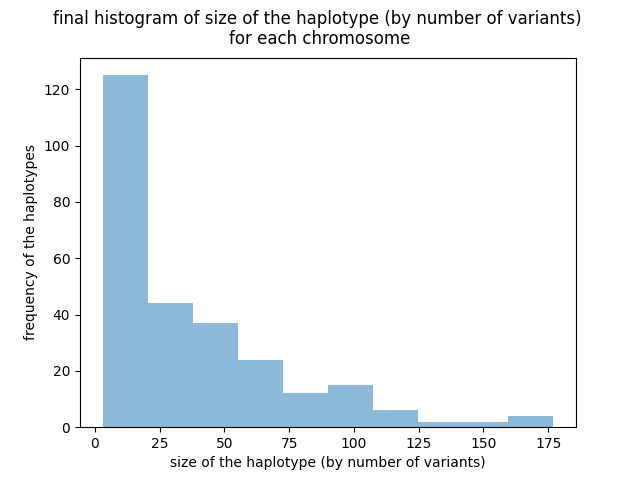 final histogram of size of the haplotype (by number of variants)
for each chromosome
frequency of the haplotypes
120
100
80
60
40
20
0
0 25 50 75 100 125 150 175
size of the haplotype (by number of variants)